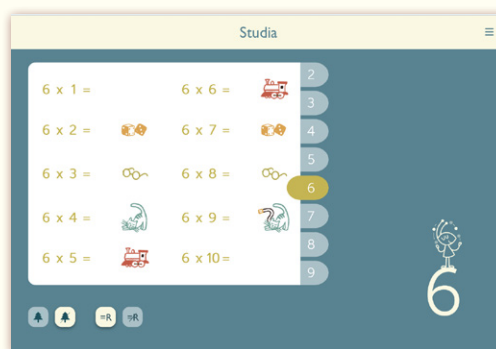 Studia
6 x 1 =
6 x 2 =
6 x 3 =
6 x 4 =
6 x 5 =
6 x 6 =
6 x 7 =
6 x 8 =
6 x 9 =
6 x 10 =
2
3
4
5
6
7
8
9
6
=R